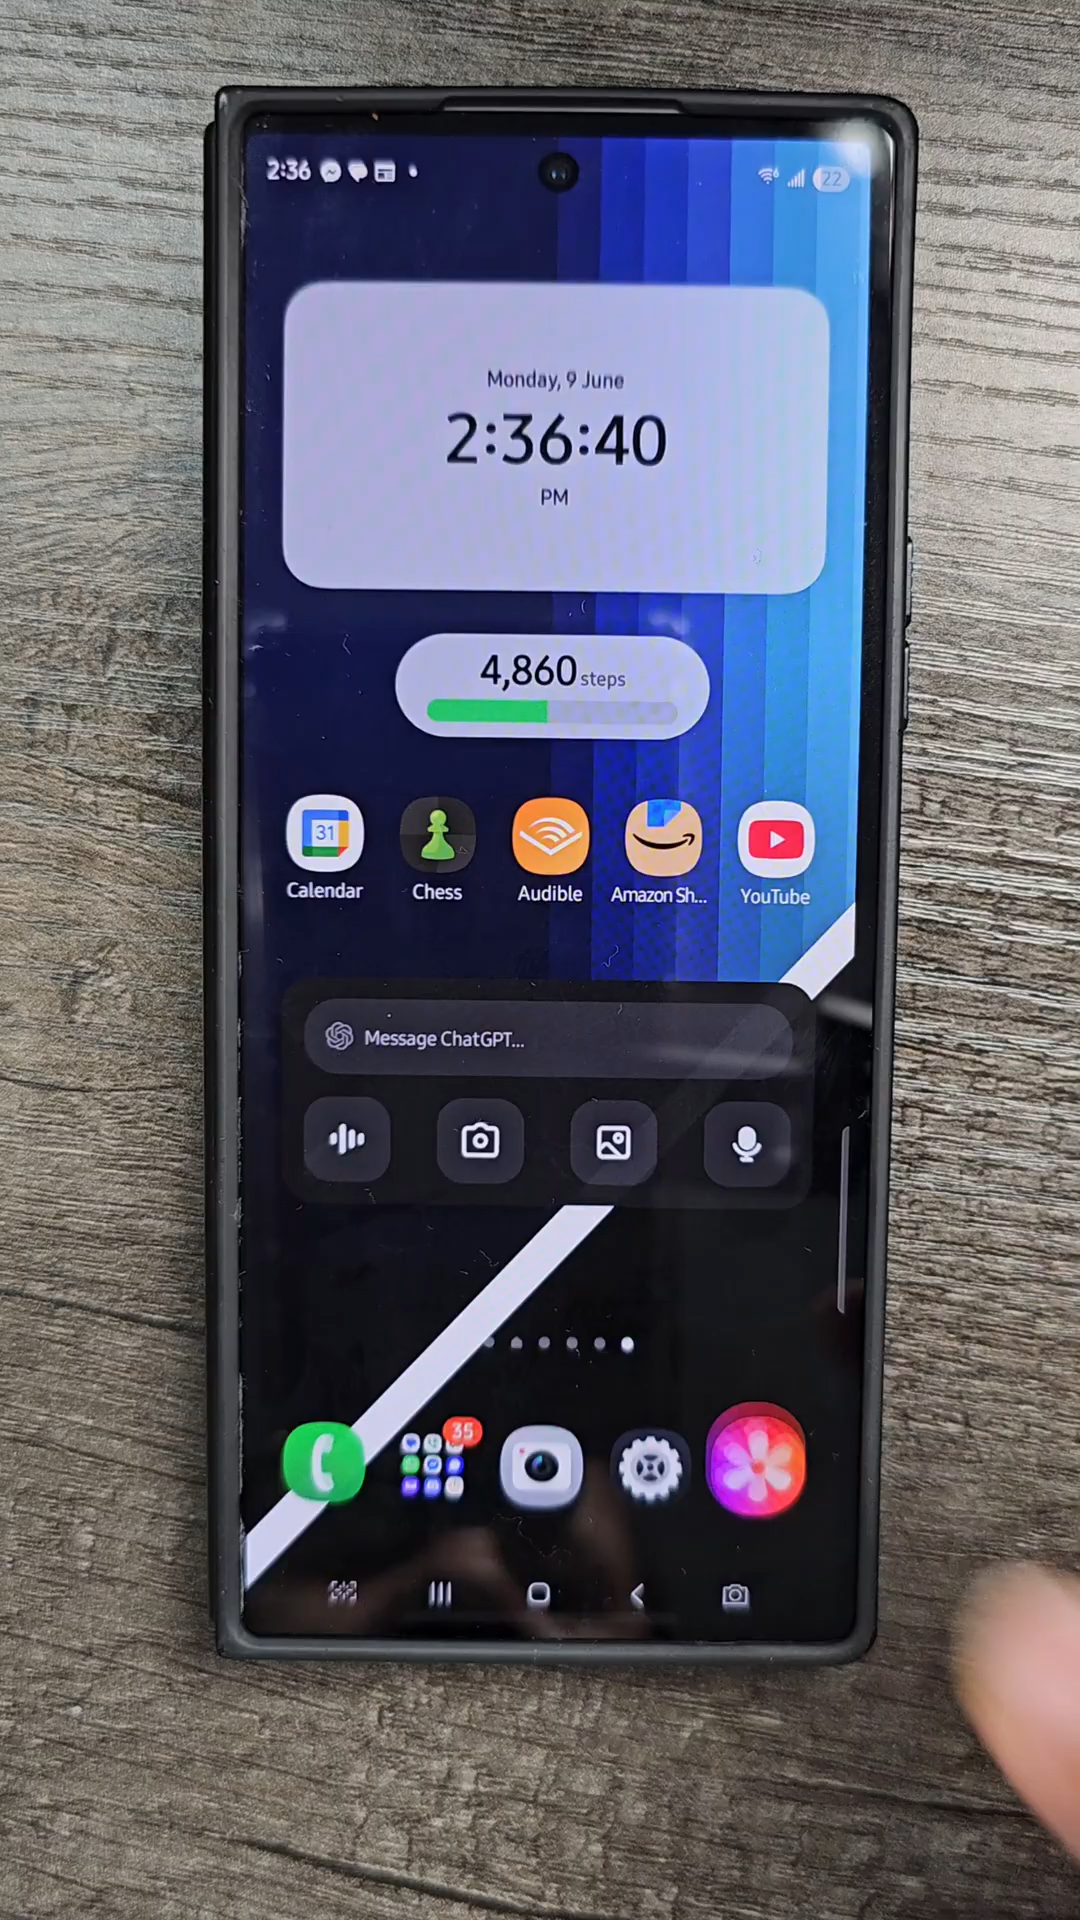 2:36
22
Monday, 9 June
2:36:40
PM
4,860 steps
31
Calendar
Chess
Audible
Amazon Sh...
YouTube
Message ChatGPT...
35